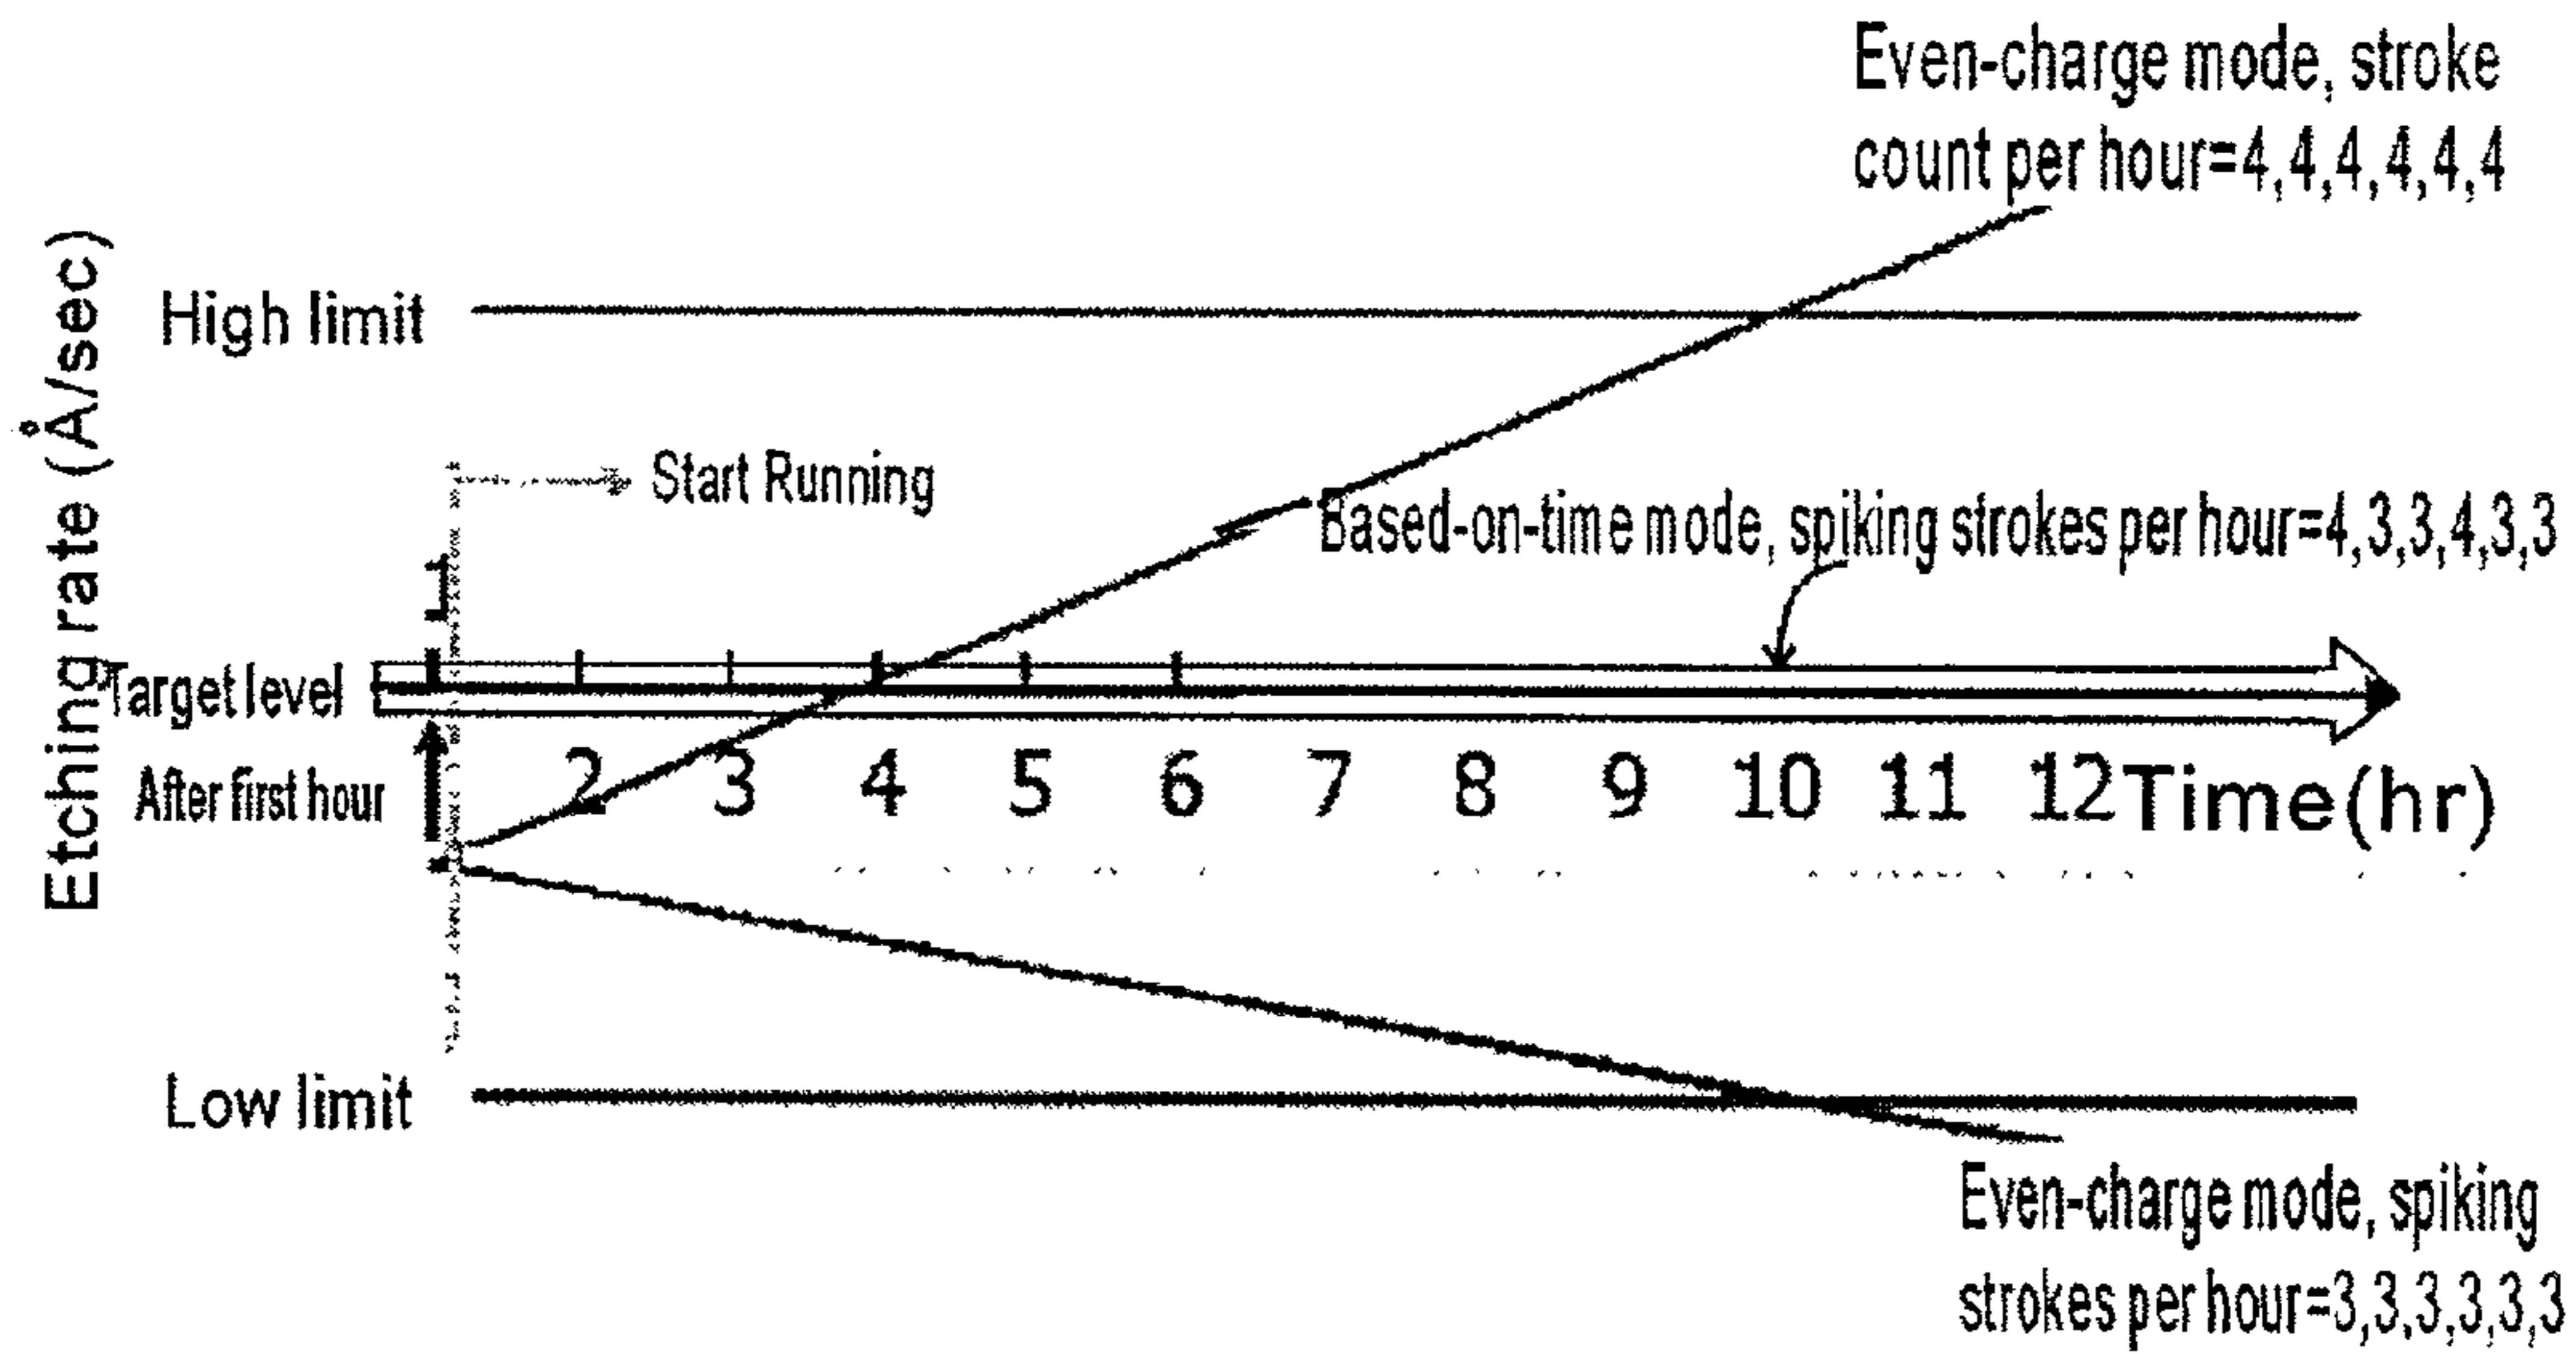 Even-charge mode, stroke
count per hour=4,4,4,4,4,4
Etching rate (Å/sec)
High limit
Start Running
Based-on-time mode, spiking strokes per hour=4,3,3,4,3,3
1
Target level
After first hour
2 3 4 5 6 7 8 9 10 11 12 Time(hr)
Low limit
Even-charge mode, spiking
strokes per hour=3,3,3,3,3,3